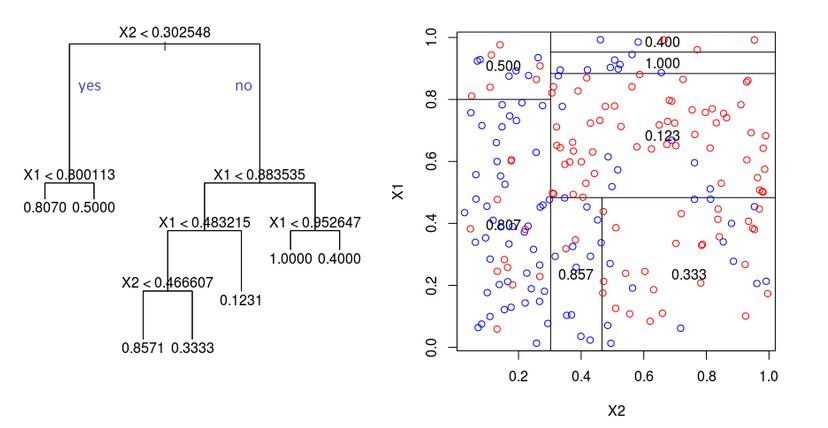 X2 < 0.302548
yes
no
X1 < 0.800113
X1 < 0.883535
0.8070 0.5000
X1 < 0.483215
X1 < 0.952647
1.0000 0.4000
X2 < 0.466607
0.1231
0.8571 0.3333
X1
1.0
0.8
0.6
0.4
0.2
0.0
0.400
1.000
0.500
0.123
0.807
0.857
0.333
0.2
0.4
0.6
0.8
1.0
X2